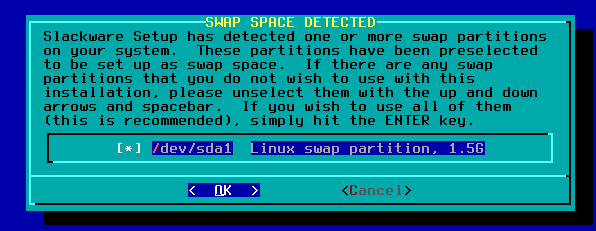 SWAP SPACE DETECTED
Slackware Setup has detected one or more swap partitions
on your system.  These partitions have been preselected
to be set up as swap space.  If there are any swap
partitions that you do not wish to use with this
installation, please unselect them with the up and down
arrows and spacebar.  If you wish to use all of them
(this is recommended), simply hit the ENTER key.
[*] /dev/sda1  Linux swap partition, 1.5G
<  OK  > <Cancel>